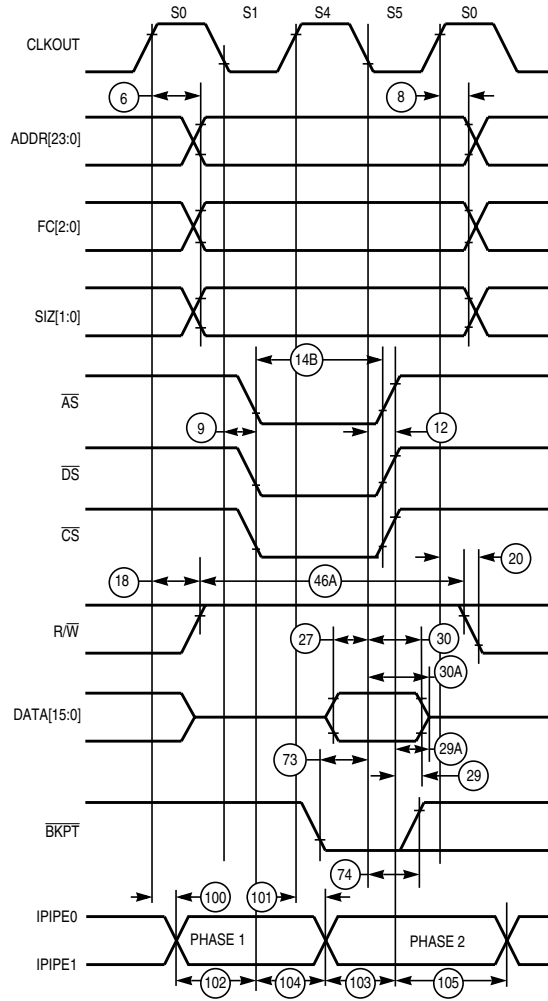 S0 S1 S4 S5 S0
CLKOUT
6 8
ADDR[23:0]
FC[2:0]
SIZ[1:0]
14B
AS
9 12
DS
CS
18 46A 20
R/W
27 30
30A
DATA[15:0]
29A
73 29
BKPT
74
100 101
IPIPE0
PHASE 1 PHASE 2
IPIPE1
102 104 103 105